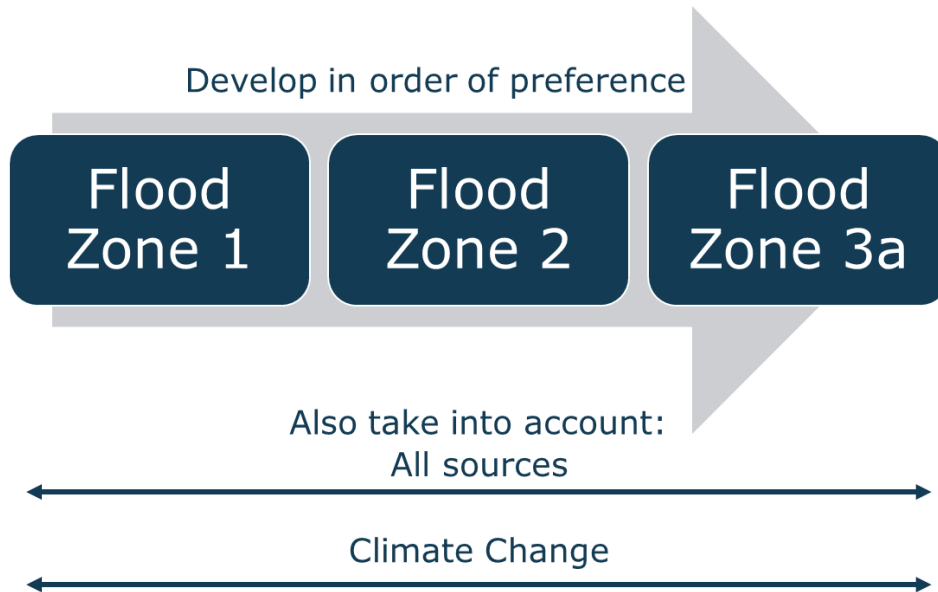 Develop in order of preference
Flood
Zone 1
Flood
Zone 2
Flood
Zone 3a
Also take into account:
All sources
Climate Change